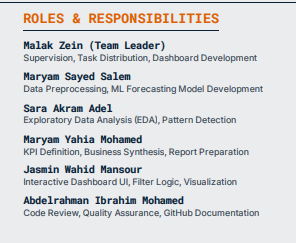 ROLES & RESPONSIBILITIES
Malak Zein (Team Leader)
Supervision, Task Distribution, Dashboard Development
Maryam Sayed Salem
Data Preprocessing, ML Forecasting Model Development
Sara Akram Adel
Exploratory Data Analysis (EDA), Pattern Detection
Maryam Yahia Mohamed
KPI Definition, Business Synthesis, Report Preparation
Jasmin Wahid Mansour
Interactive Dashboard UI, Filter Logic, Visualization
Abdelrahman Ibrahim Mohamed
Code Review, Quality Assurance, GitHub Documentation